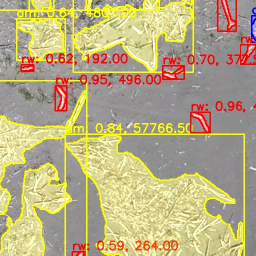 rw: 0.62, 192.00
rw: 0.70, 37
rw: 0.95, 496.00
rw: 0.96, 4
um: 0.84, 57766.50
rw: 0.59, 264.00